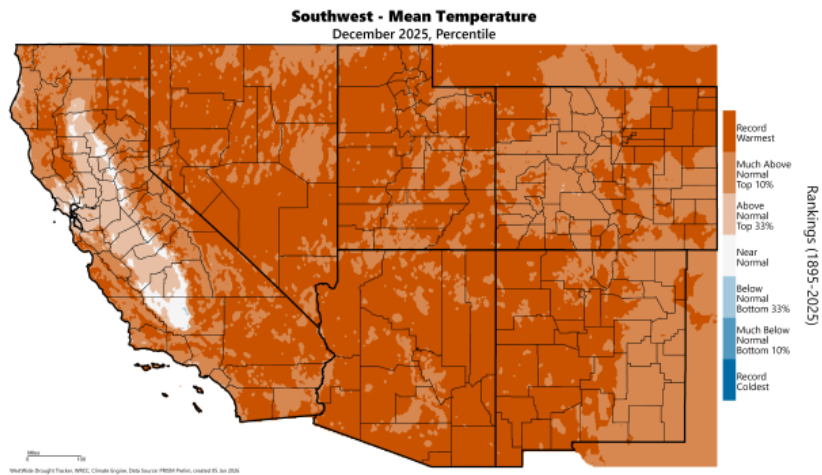 Southwest - Mean Temperature
December 2025, Percentile
Record
Warmest
Much Above
Normal
Top 10%
Above
Normal
Top 33%
Near
Normal
Below
Normal
Bottom 33%
Much Below
Normal
Bottom 10%
Record
Coldest
Rankings (1895-2025)
Miles
0 100
WestWide Drought Tracker, WRCC, Climate Engine, Data Source: PRISM Prelim, created 05 Jan 2026